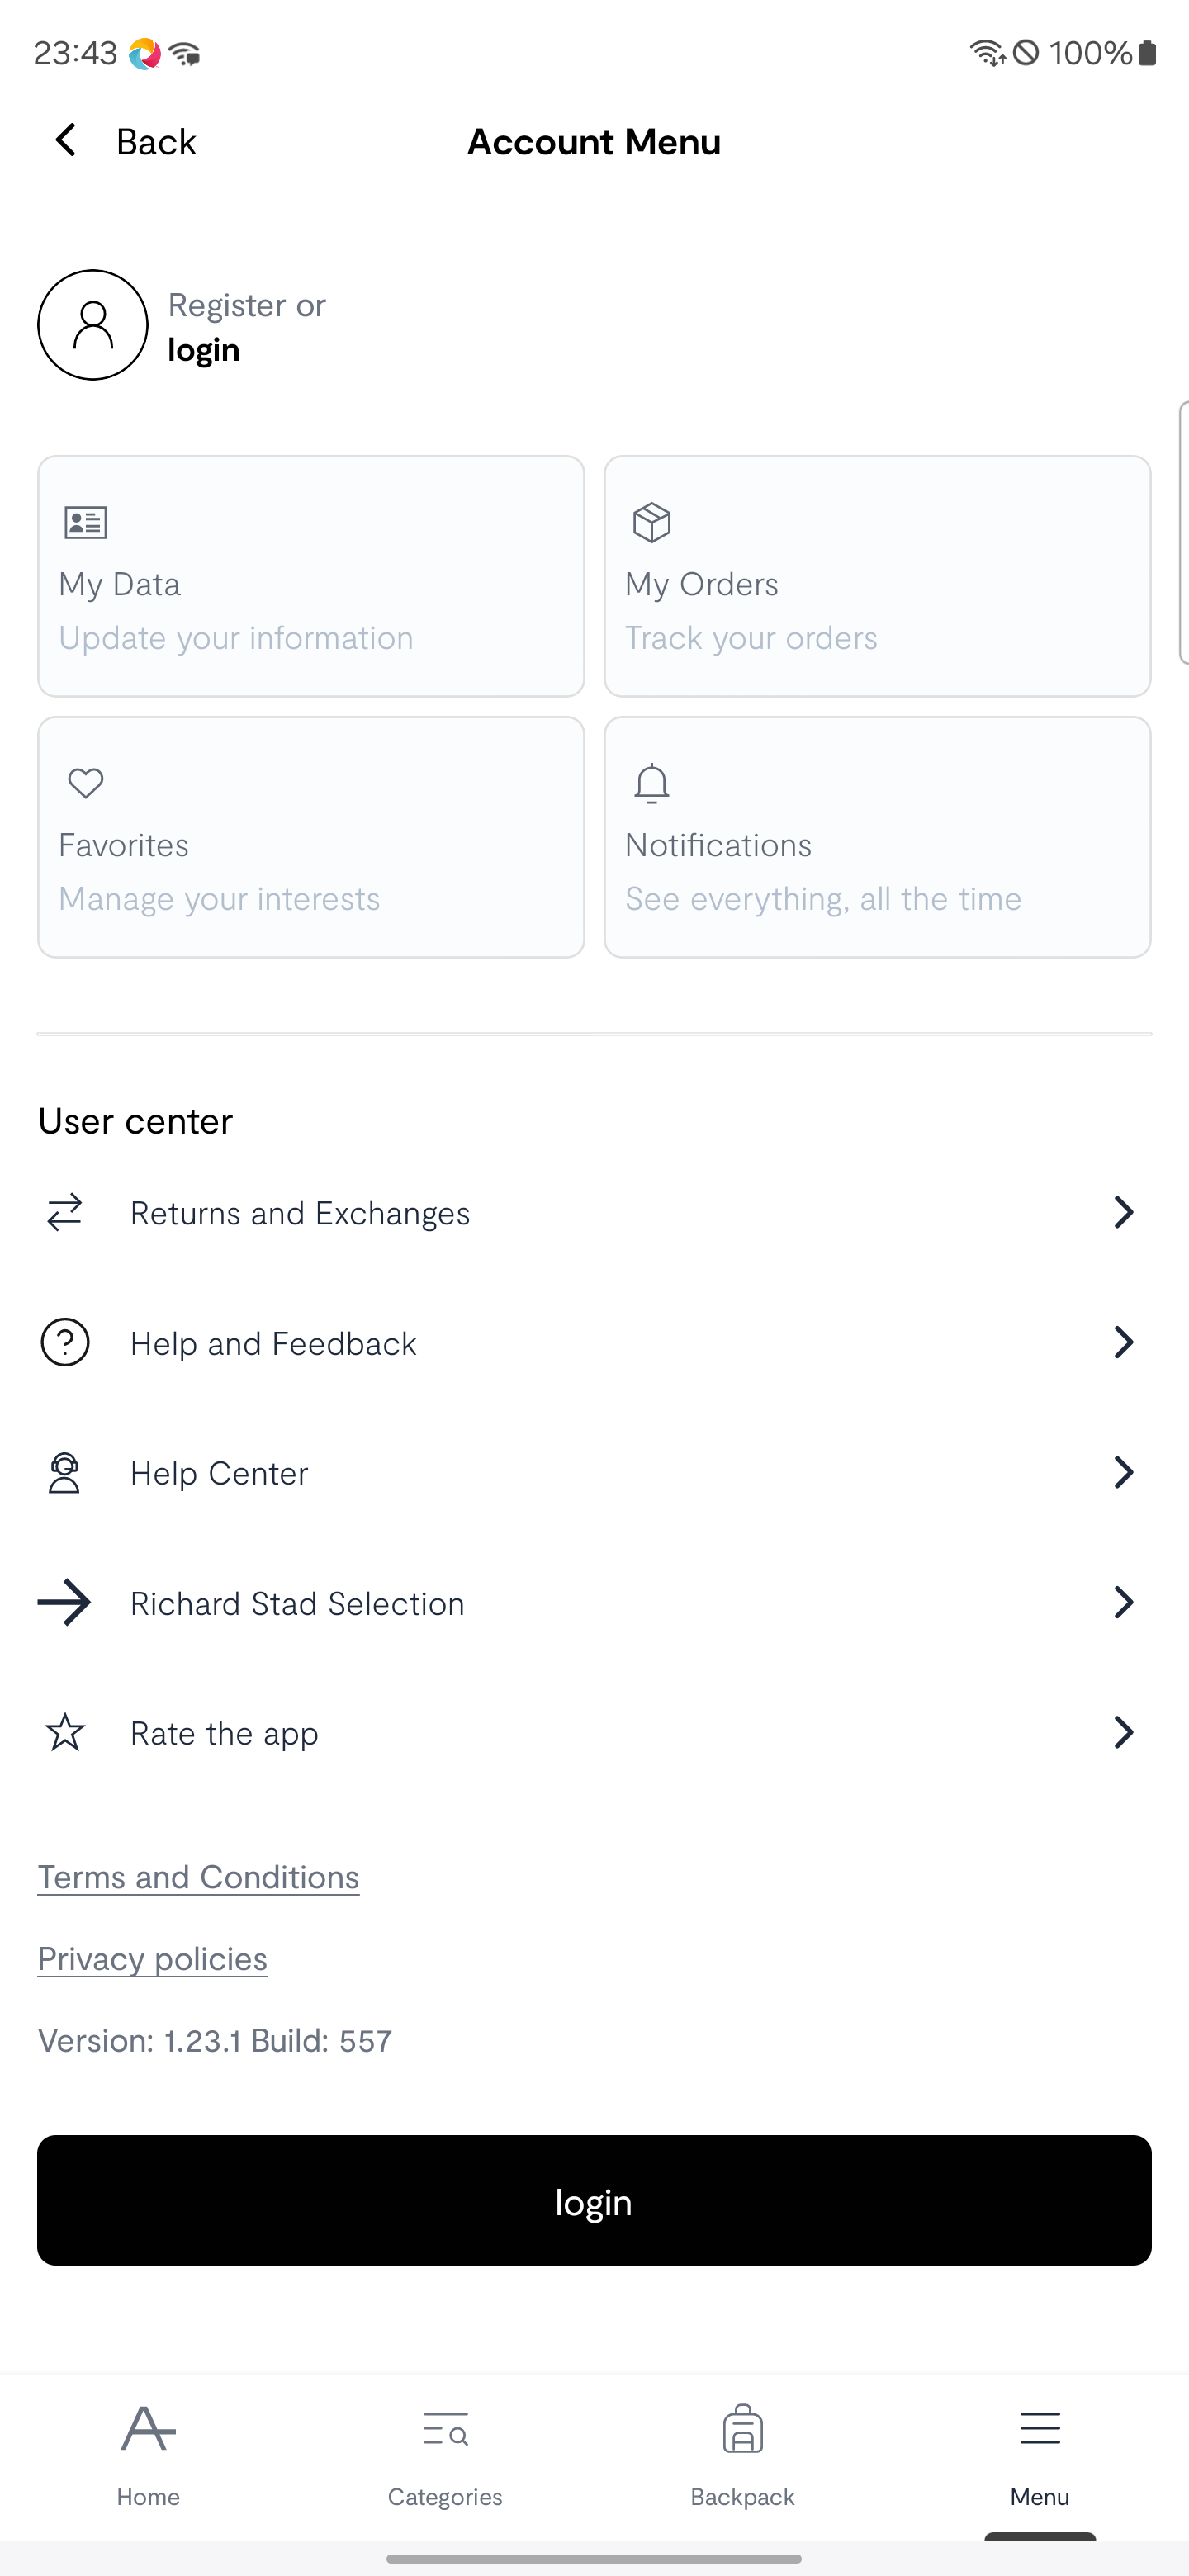 23:43
100%
Back
Account Menu
Register or
login
My Data
Update your information
My Orders
Track your orders
Favorites
Manage your interests
Notifications
See everything, all the time
User center
Returns and Exchanges
Help and Feedback
Help Center
Richard Stad Selection
Rate the app
Terms and Conditions
Privacy policies
Version: 1.23.1 Build: 557
login
Home
Categories
Backpack
Menu